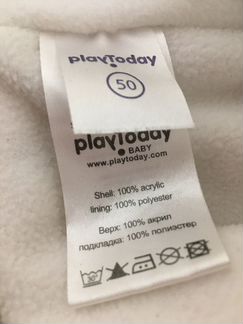 playToday
50
playToday
BABY
www.playtoday.com
Shell: 100% acrylic
lining: 100% polyester
Верх: 100% акрил
подкладка: 100% полиэстер